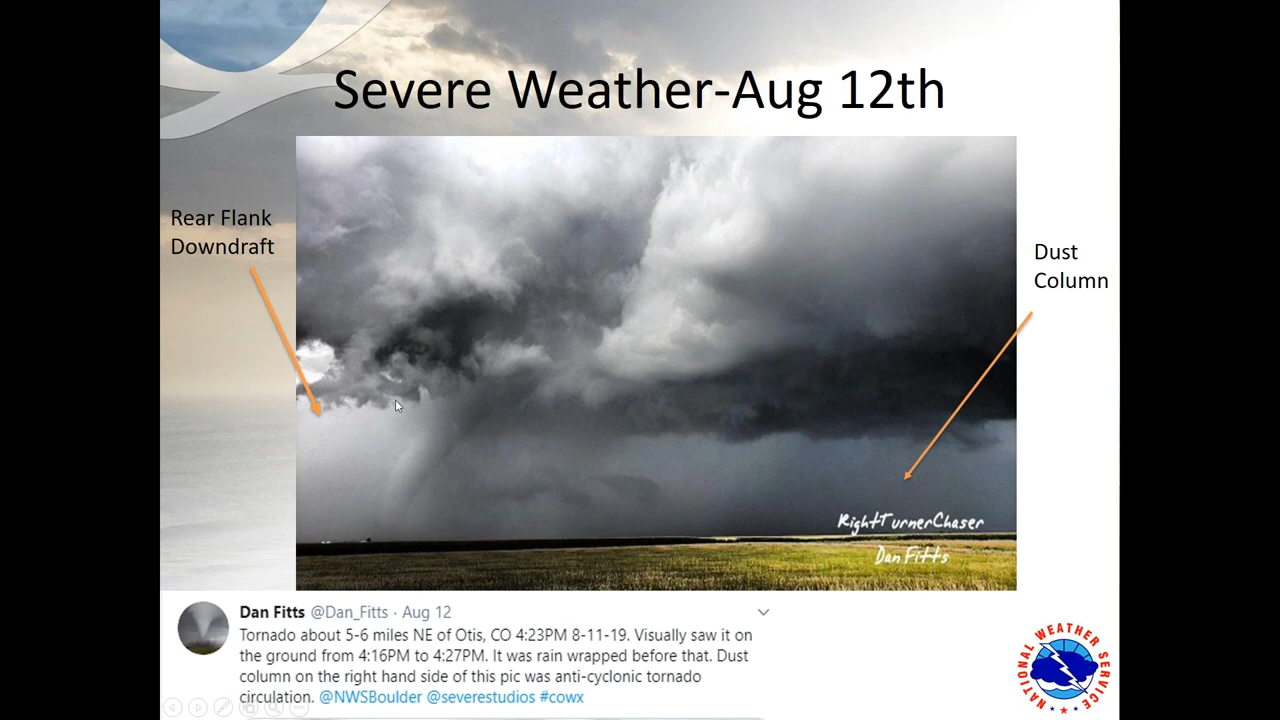 Severe Weather-Aug 12th
Rear Flank
Downdraft
Dust
Column
RightTurnerChaser
Dan Fitts
Dan Fitts @Dan_Fitts · Aug 12
Tornado about 5-6 miles NE of Otis, CO 4:23PM 8-11-19. Visually saw it on
the ground from 4:16PM to 4:27PM. It was rain wrapped before that. Dust
column on the right hand side of this pic was anti-cyclonic tornado
circulation. @NWSBoulder @severestudios #cowx
NATIONAL WEATHER SERVICE